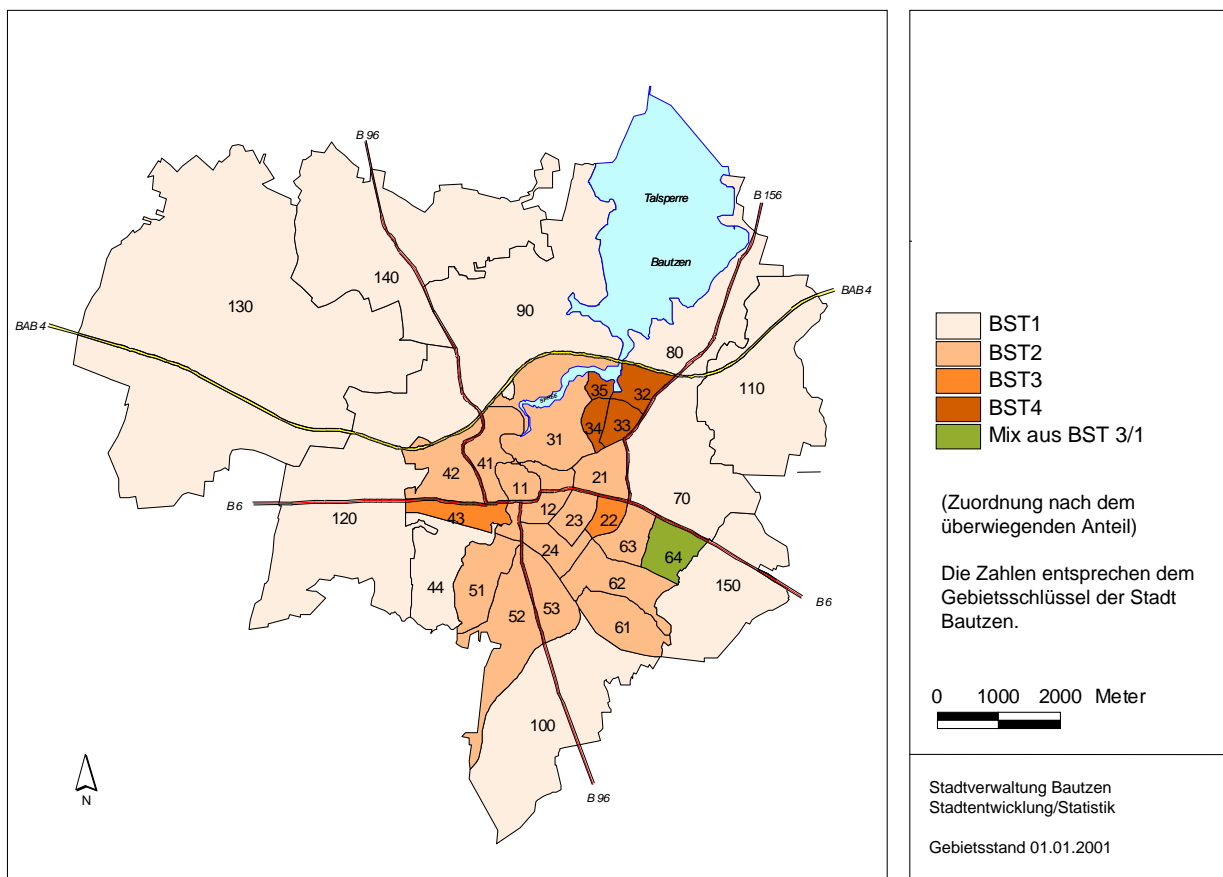 B 96
Talsperre
B 156
Bautzen
140
BAB 4
130
90
BAB 4
80
110
35
32
SPREE
34
33
31
42
41
21
11
70
B 6
12
120
43
23
22
24
63
64
44
62
150
51
B 6
52
53
61
100
N
B 96
BST1
BST2
BST3
BST4
Mix aus BST 3/1
(Zuordnung nach dem
überwiegenden Anteil)
Die Zahlen entsprechen dem
Gebietsschlüssel der Stadt
Bautzen.
0 1000 2000 Meter
Stadtverwaltung Bautzen
Stadtentwicklung/Statistik
Gebietsstand 01.01.2001